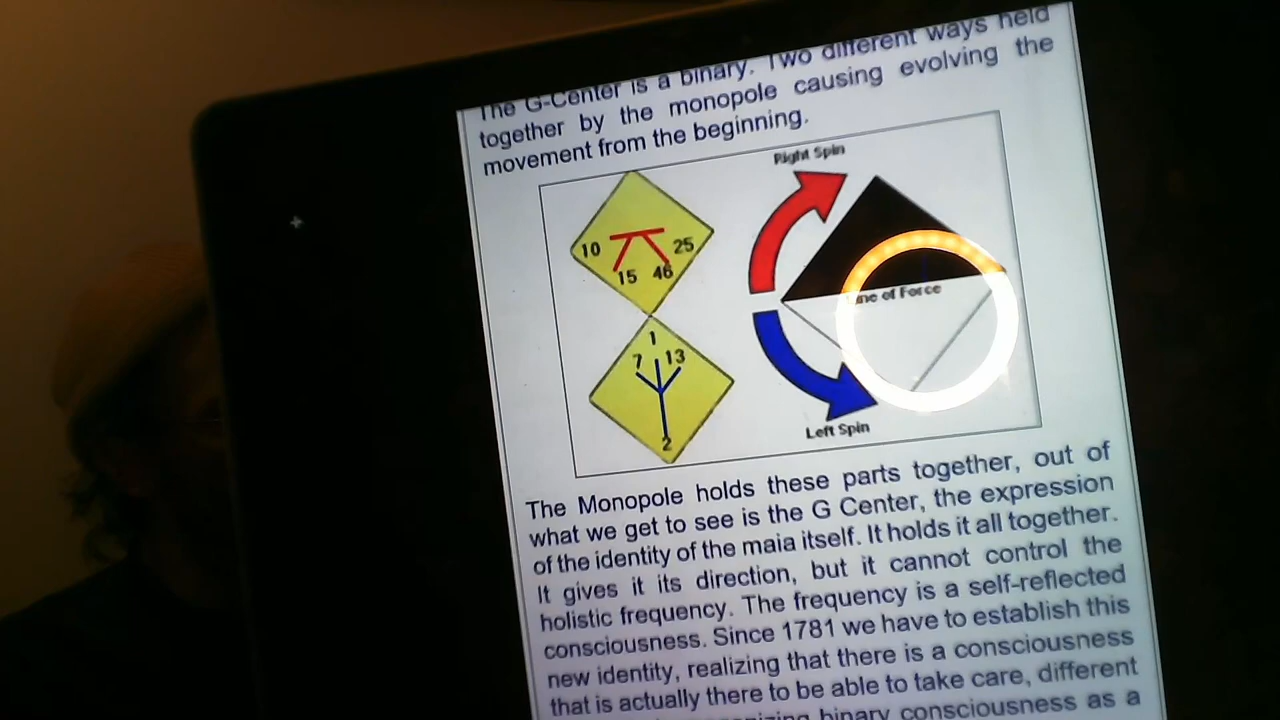 The G-Center is a binary. Two different ways held
together by the monopole causing evolving the
movement from the beginning.
Right Spin
10 25
15 46
1
7 13
2
Line of Force
Left Spin
The Monopole holds these parts together, out of
what we get to see is the G Center, the expression
of the identity of the maia itself. It holds it all together.
It gives it its direction, but it cannot control the
holistic frequency. The frequency is a self-reflected
consciousness. Since 1781 we have to establish this
new identity, realizing that there is a consciousness
that is actually there to be able to take care, different
binary consciousness as a